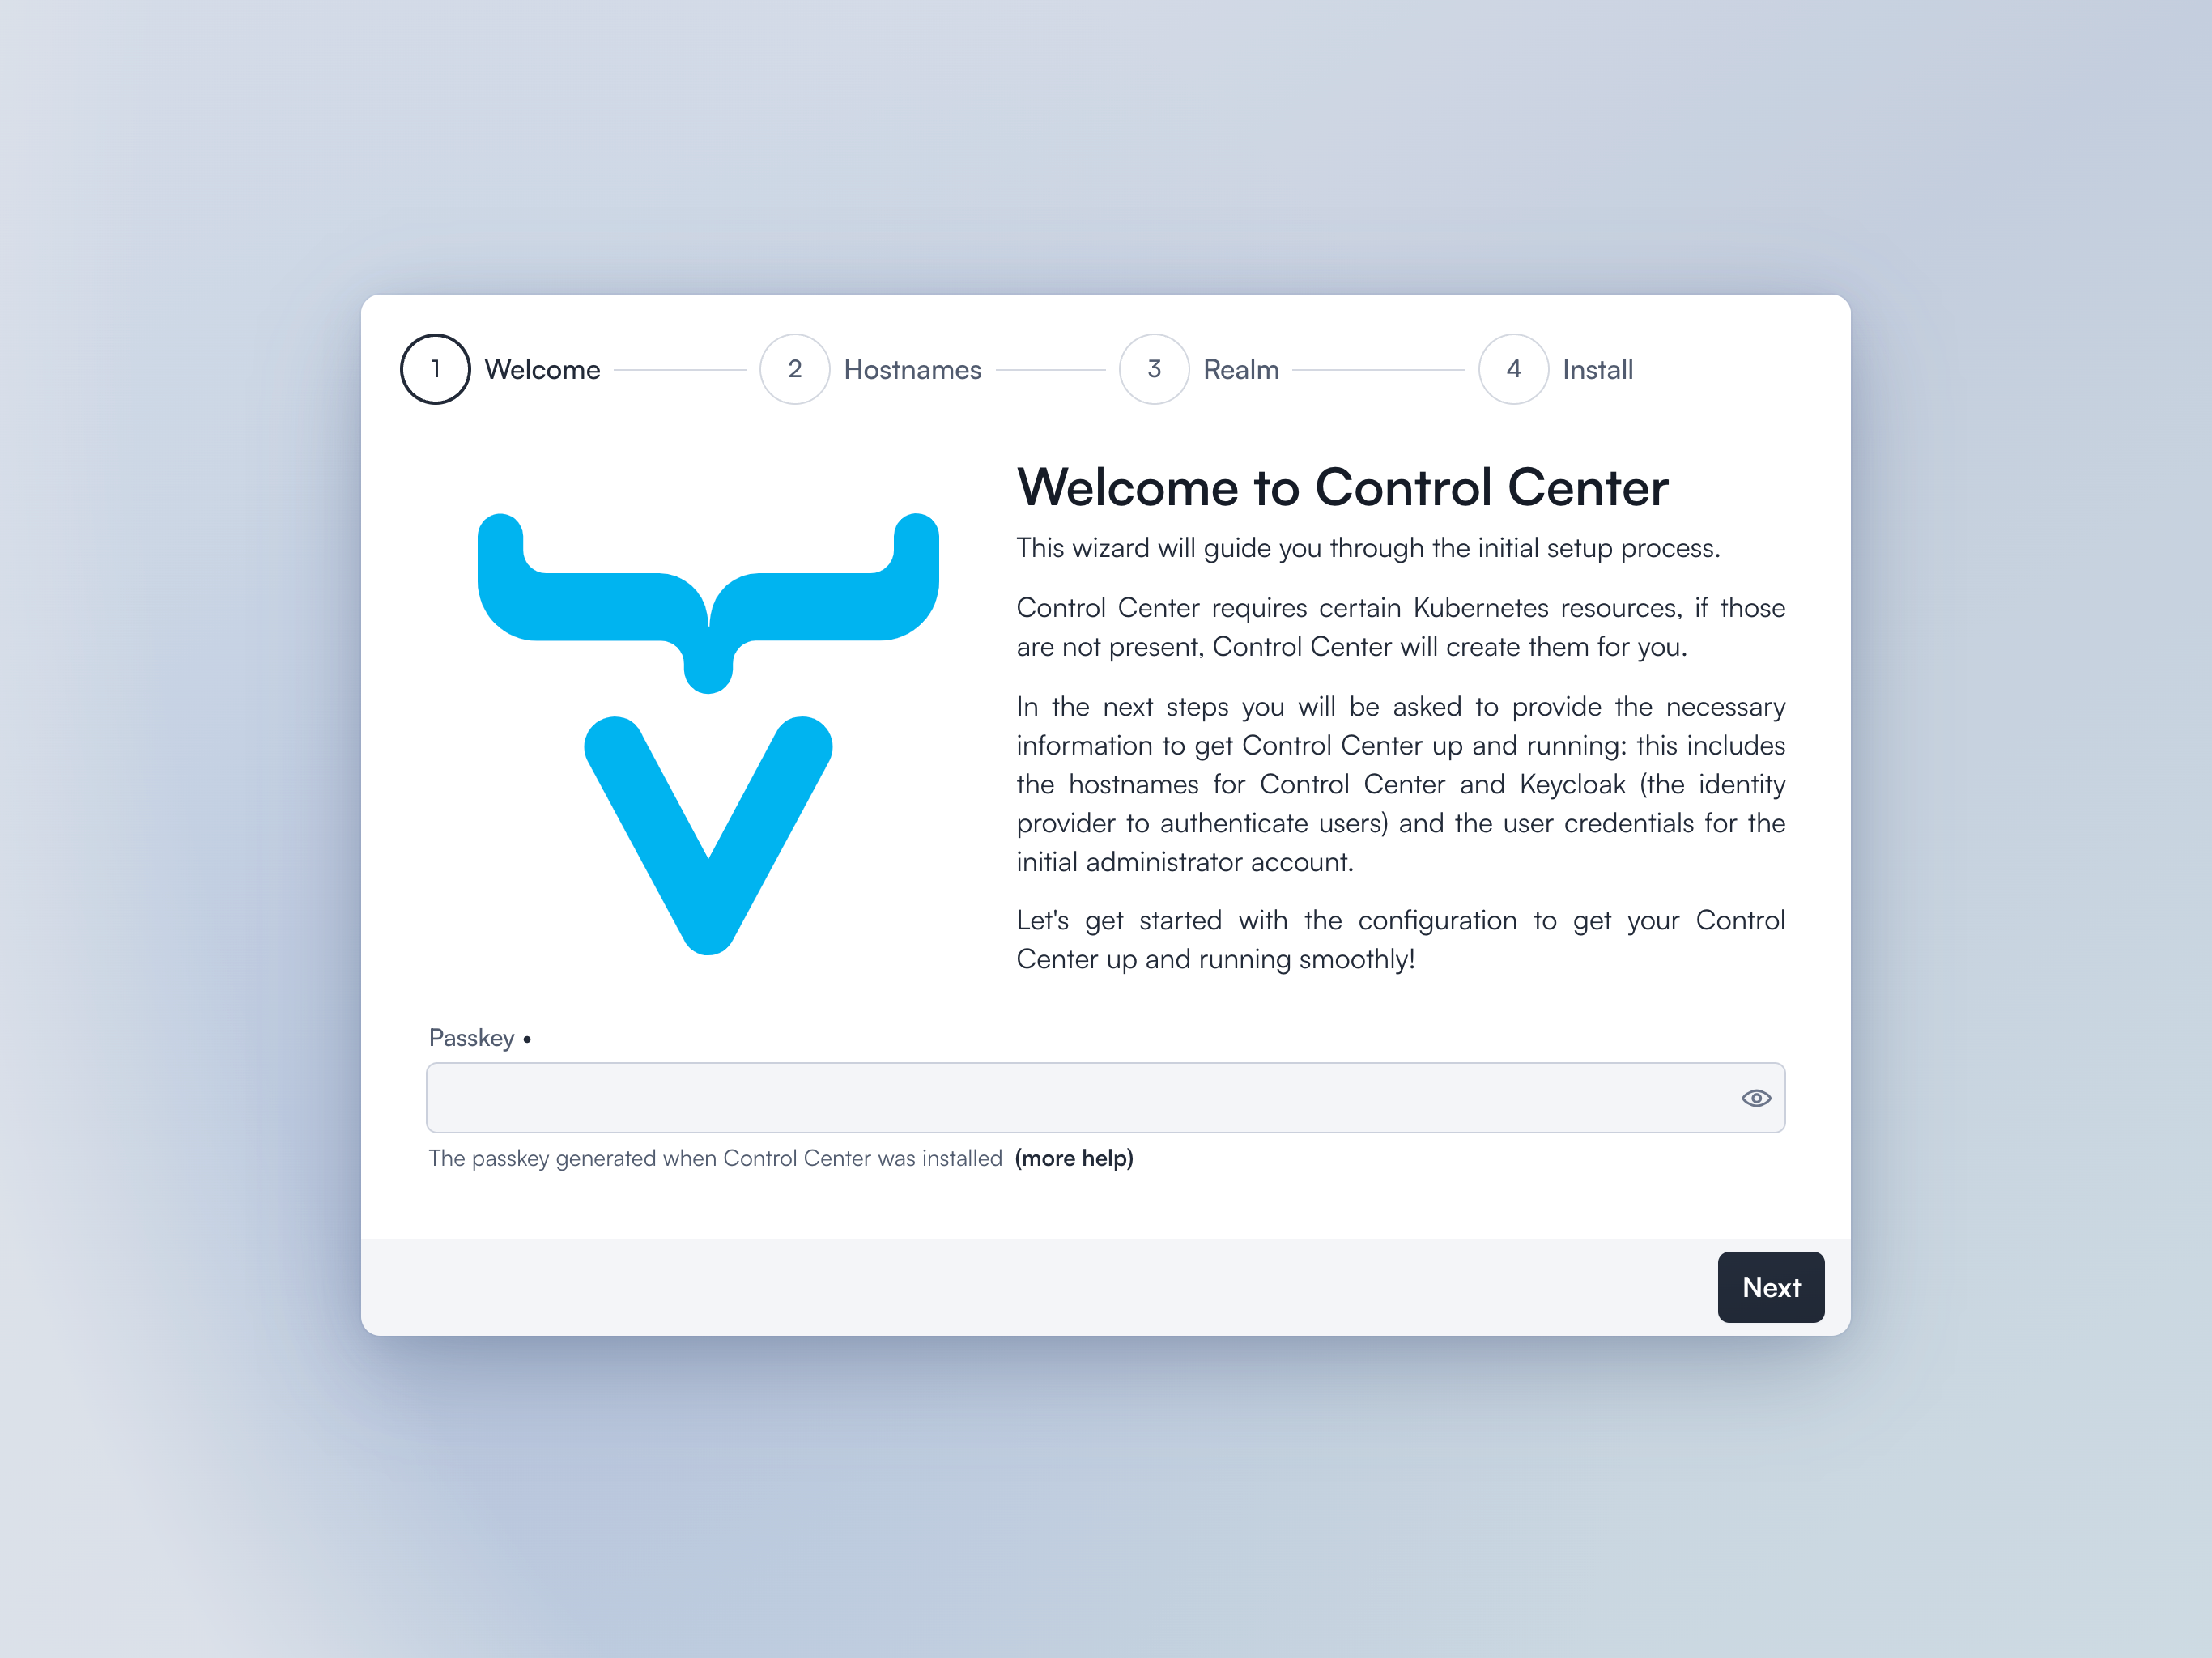 1 Welcome 2 Hostnames 3 Realm 4 Install
Welcome to Control Center
This wizard will guide you through the initial setup process.
Control Center requires certain Kubernetes resources, if those
are not present, Control Center will create them for you.
In the next steps you will be asked to provide the necessary
information to get Control Center up and running: this includes
the hostnames for Control Center and Keycloak (the identity
provider to authenticate users) and the user credentials for the
initial administrator account.
Let's get started with the configuration to get your Control
Center up and running smoothly!
Passkey •
The passkey generated when Control Center was installed (more help)
Next